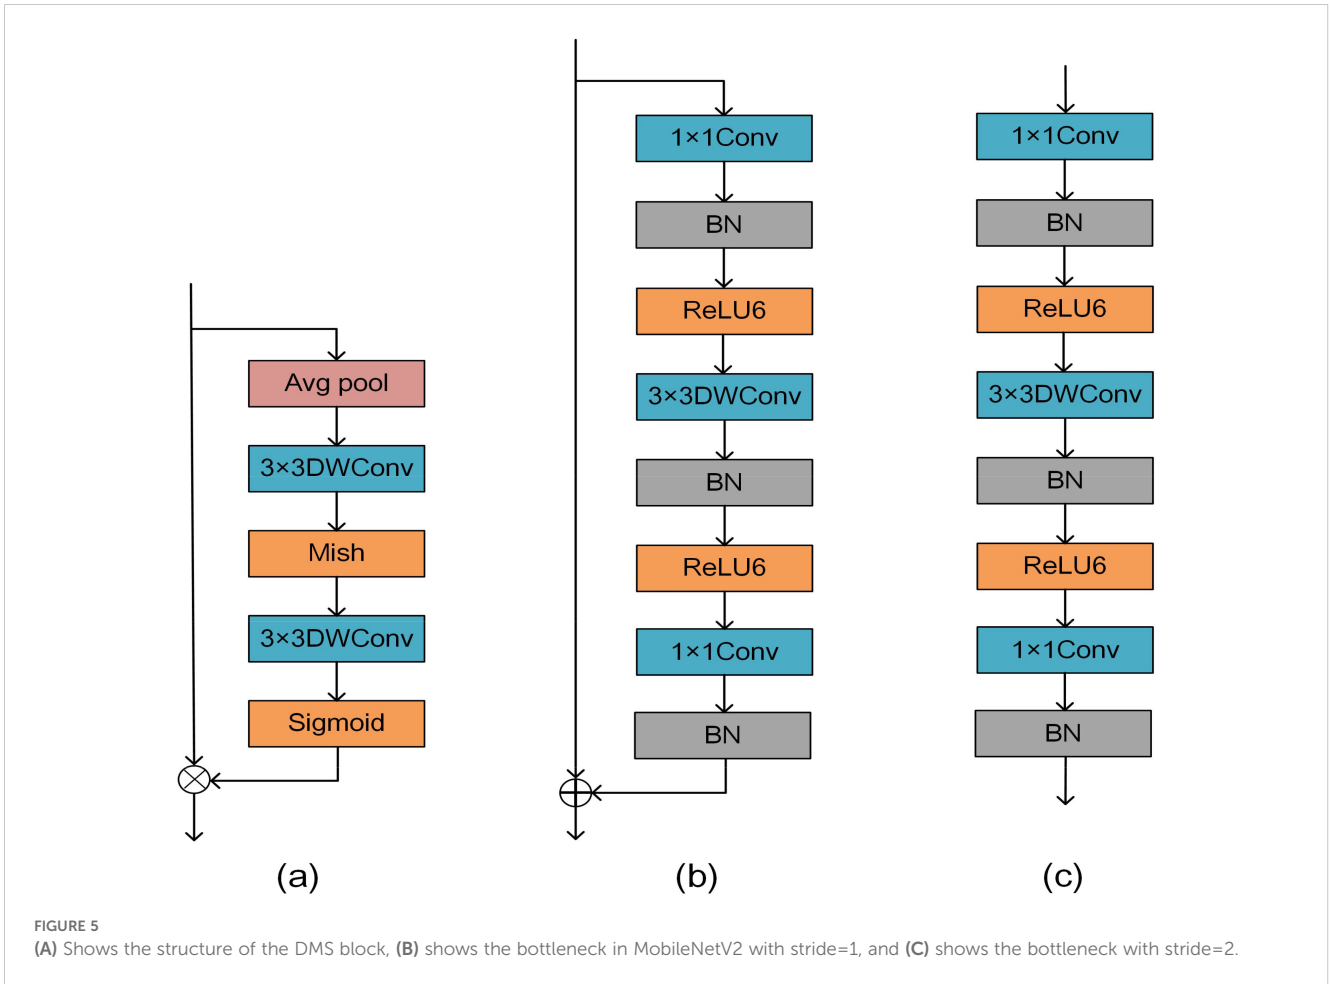 Avg pool
3×3DWConv
Mish
3×3DWConv
Sigmoid
(a)
1×1Conv
BN
ReLU6
3×3DWConv
BN
ReLU6
1×1Conv
BN
(b)
1×1Conv
BN
ReLU6
3×3DWConv
BN
ReLU6
1×1Conv
BN
(c)
FIGURE 5
(A) Shows the structure of the DMS block, (B) shows the bottleneck in MobileNetV2 with stride=1, and (C) shows the bottleneck with stride=2.